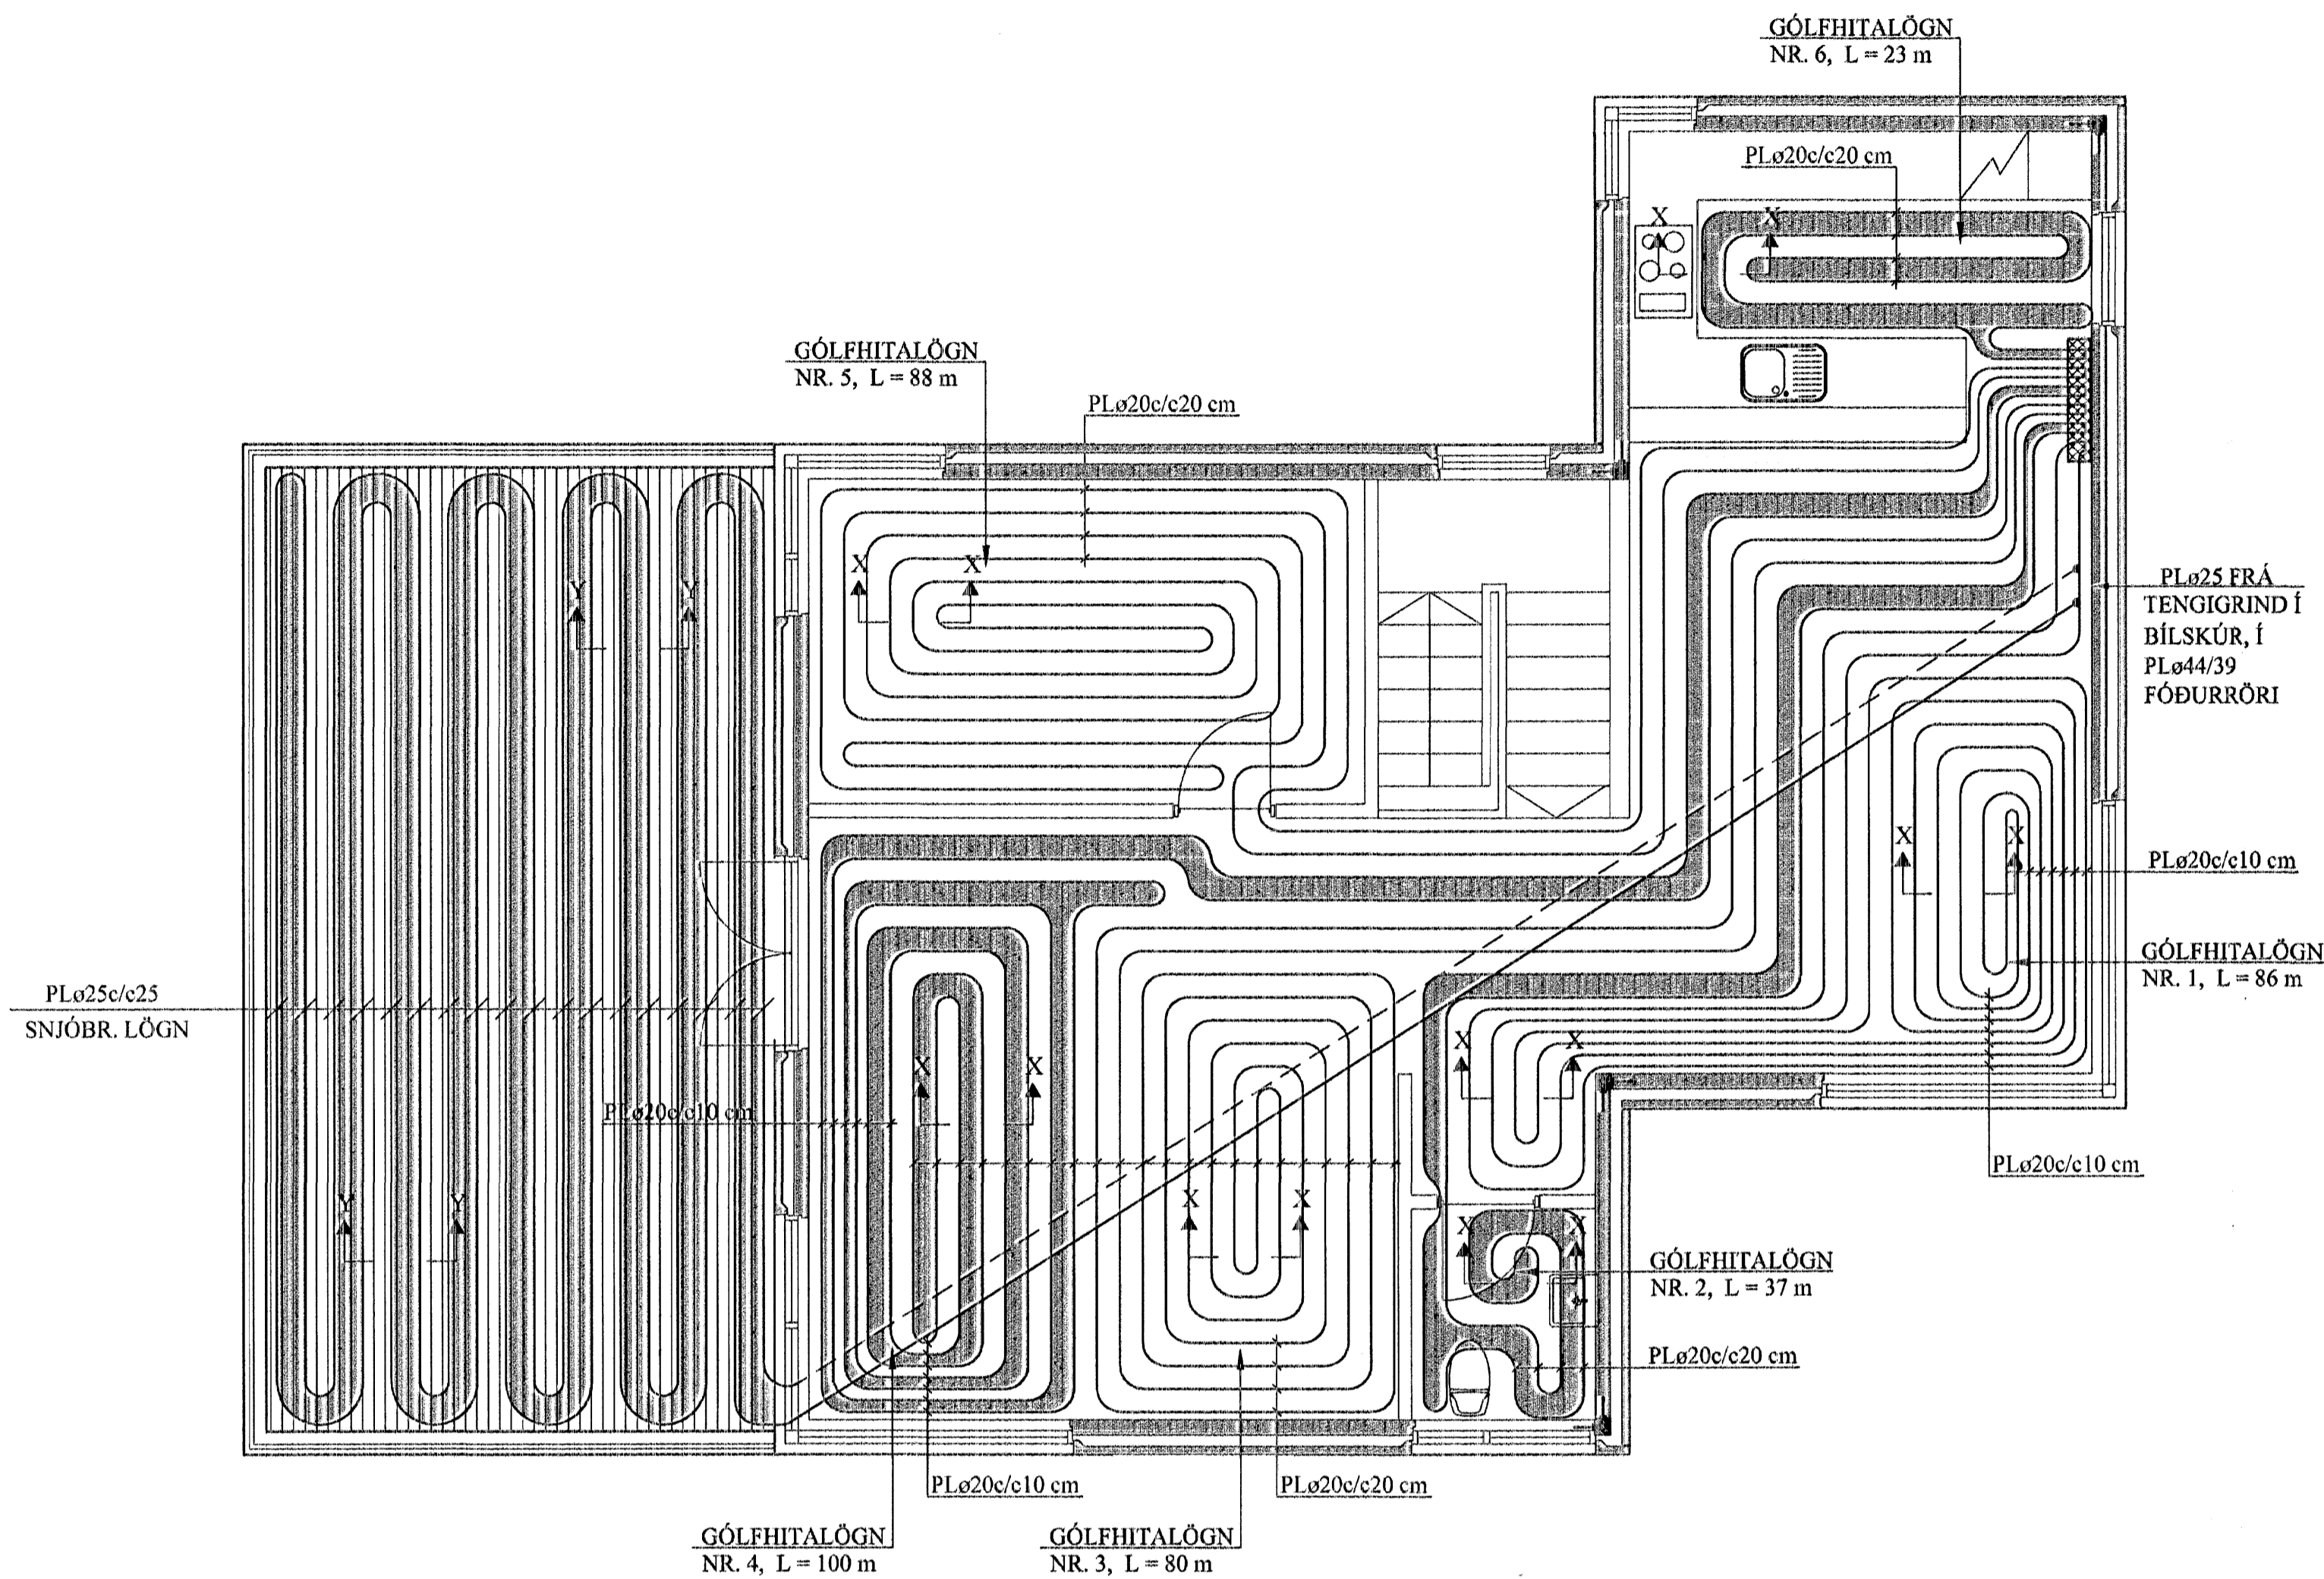 GÓLFHITALÖGN
NR. 6, L = 23 m
PLø20c/c20 cm
X X
GÓLFHITALÖGN
NR. 5, L = 88 m
PLø20c/c20 cm
X X
Y Y
PLø25 FRÁ
TENGIGRIND Í
BÍLSKÚR, Í
PLø44/39
FÓÐURRÖRI
X X
PLø20c/c10 cm
GÓLFHITALÖGN
NR. 1, L = 86 m
PLø25c/c25
SNJÓBR. LÖGN
X X
X X
PLø20c/c10 cm
PLø20c/c10 cm
Y Y
X X
X X
GÓLFHITALÖGN
NR. 2, L = 37 m
PLø20c/c20 cm
PLø20c/c10 cm
PLø20c/c20 cm
GÓLFHITALÖGN
NR. 4, L = 100 m
GÓLFHITALÖGN
NR. 3, L = 80 m